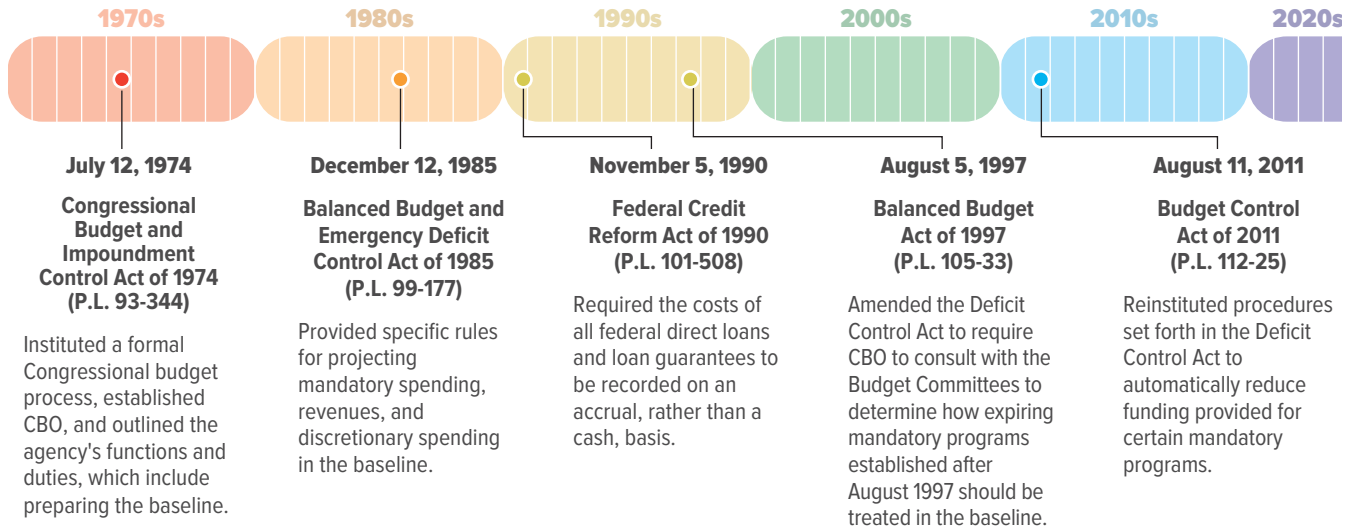 1970s
1980s
1990s
2000s
2010s
2020s
July 12, 1974
Congressional
Budget and
Impoundment
Control Act of 1974
(P.L. 93-344)
Instituted a formal
Congressional budget
process, established
CBO, and outlined the
agency's functions and
duties, which include
preparing the baseline.
December 12, 1985
Balanced Budget and
Emergency Deficit
Control Act of 1985
(P.L. 99-177)
Provided specific rules
for projecting
mandatory spending,
revenues, and
discretionary spending
in the baseline.
November 5, 1990
Federal Credit
Reform Act of 1990
(P.L. 101-508)
Required the costs of
all federal direct loans
and loan guarantees to
be recorded on an
accrual, rather than a
cash, basis.
August 5, 1997
Balanced Budget
Act of 1997
(P.L. 105-33)
Amended the Deficit
Control Act to require
CBO to consult with the
Budget Committees to
determine how expiring
mandatory programs
established after
August 1997 should be
treated in the baseline.
August 11, 2011
Budget Control
Act of 2011
(P.L. 112-25)
Reinstituted procedures
set forth in the Deficit
Control Act to
automatically reduce
funding provided for
certain mandatory
programs.